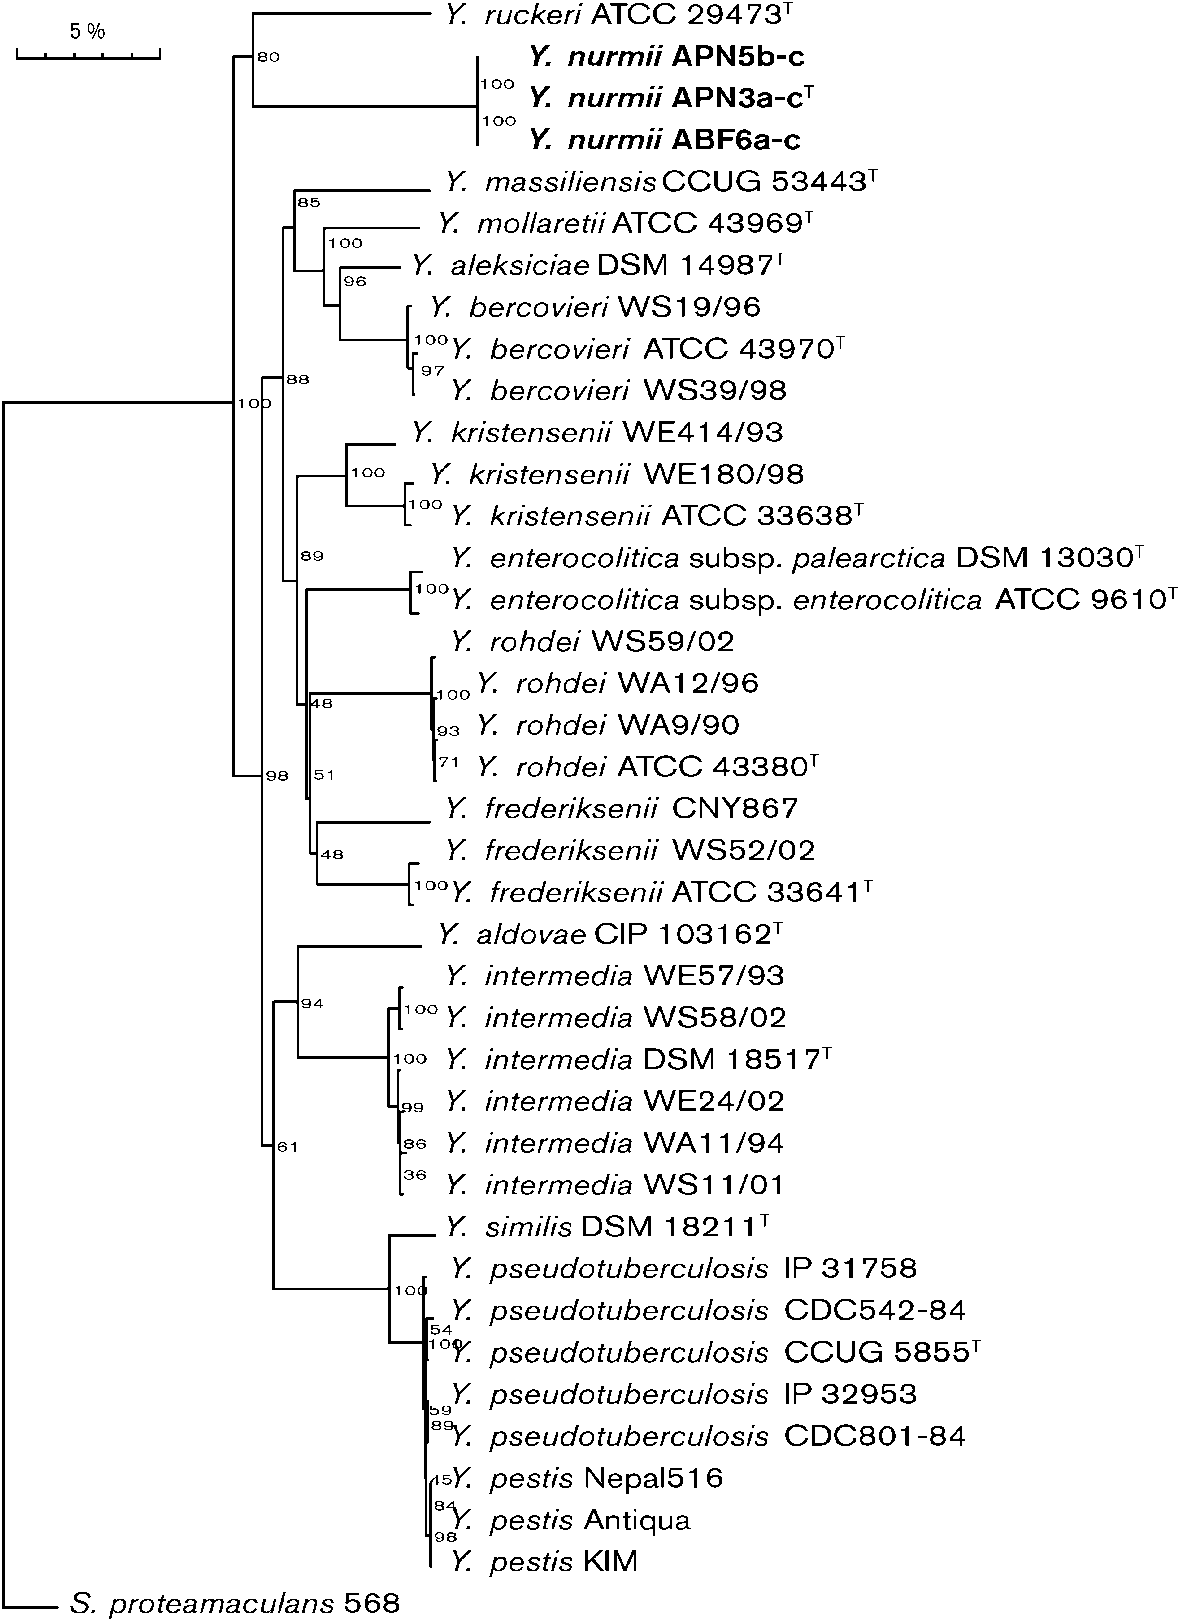 Y. ruckeri ATCC 29473T
5 %
80
Y. nurmii APN5b-c
100
Y. nurmii APN3a-cT
100
Y. nurmii ABF6a-c
Y. massiliensis CCUG 53443T
85
Y. mollaretii ATCC 43969T
100
Y. aleksiciae DSM 14987T
96
Y. bercovieri WS19/96
100
Y. bercovieri ATCC 43970T
97
88
Y. bercovieri WS39/98
100
Y. kristensenii WE414/93
100
Y. kristensenii WE180/98
100
Y. kristensenii ATCC 33638T
89
Y. enterocolitica subsp. palearctica DSM 13030T
100
Y. enterocolitica subsp. enterocolitica ATCC 9610T
Y. rohdei WS59/02
100
Y. rohdei WA12/96
48
93
Y. rohdei WA9/90
71
Y. rohdei ATCC 43380T
98
51
Y. frederiksenii CNY867
48
Y. frederiksenii WS52/02
100
Y. frederiksenii ATCC 33641T
Y. aldovae CIP 103162T
94
Y. intermedia WE57/93
100
Y. intermedia WS58/02
100
Y. intermedia DSM 18517T
99
Y. intermedia WE24/02
61
86
Y. intermedia WA11/94
36
Y. intermedia WS11/01
Y. similis DSM 18211T
100
Y. pseudotuberculosis IP 31758
54
Y. pseudotuberculosis CDC542-84
100
Y. pseudotuberculosis CCUG 5855T
59
Y. pseudotuberculosis IP 32953
89
Y. pseudotuberculosis CDC801-84
45
Y. pestis Nepal516
84
Y. pestis Antiqua
98
Y. pestis KIM
S. proteamaculans 568